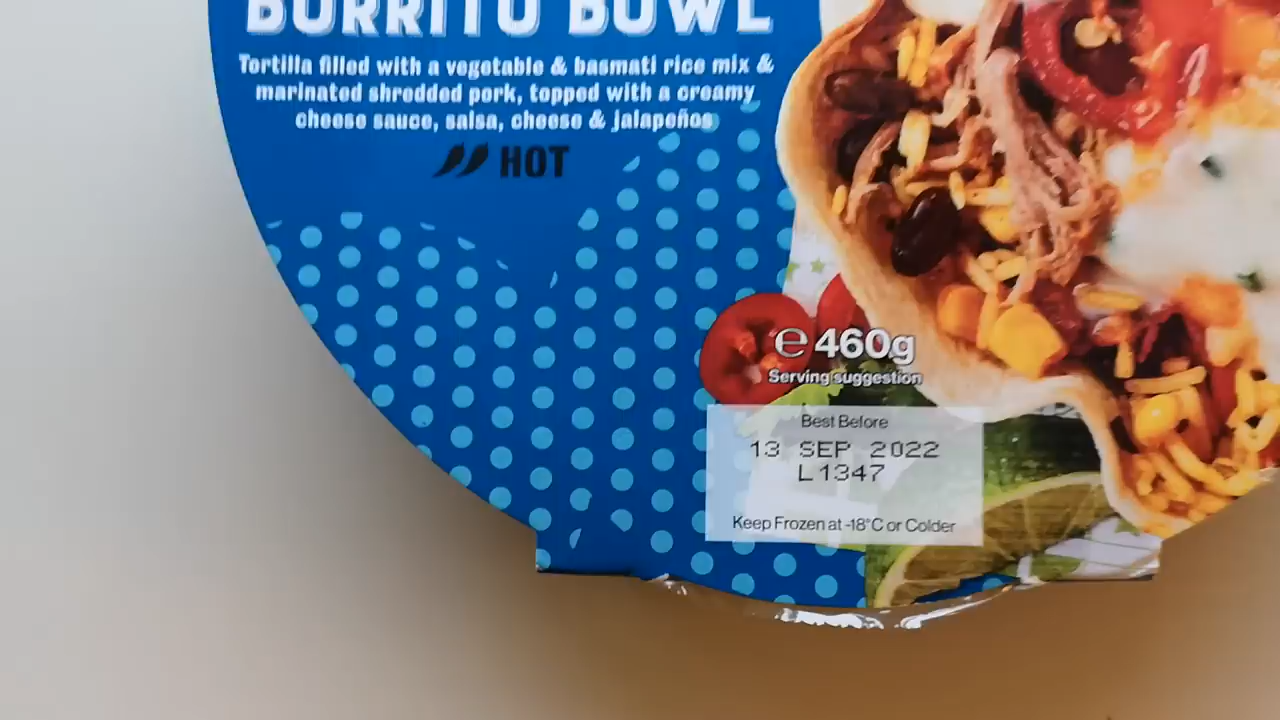 BURRITO BOWL
Tortilla filled with a vegetable & basmati rice mix &
marinated shredded pork, topped with a creamy
cheese sauce, salsa, cheese & jalapeños
HOT
℮ 460g
Serving suggestion
Best Before
13 SEP 2022
L1347
Keep Frozen at -18°C or Colder